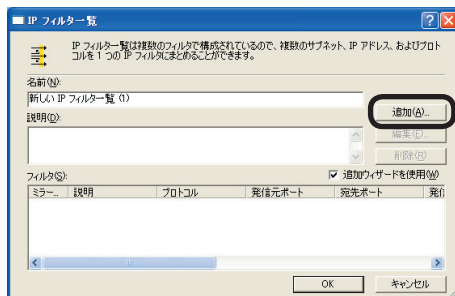 IP フィルタ一覧
IP フィルタ一覧は複数のフィルタで構成されているので、複数のサブネット、IP アドレス、およびプロト
コルを 1 つの IP フィルタにまとめることができます。
名前(N):
新しい IP フィルタ一覧 (1)
追加(A)...
説明(D):
編集(E)...
削除(R)
フィルタ(S):
追加ウィザードを使用(W)
ミラー... 説明 プロトコル 発信元ポート 宛先ポート 発信
OK
キャンセル